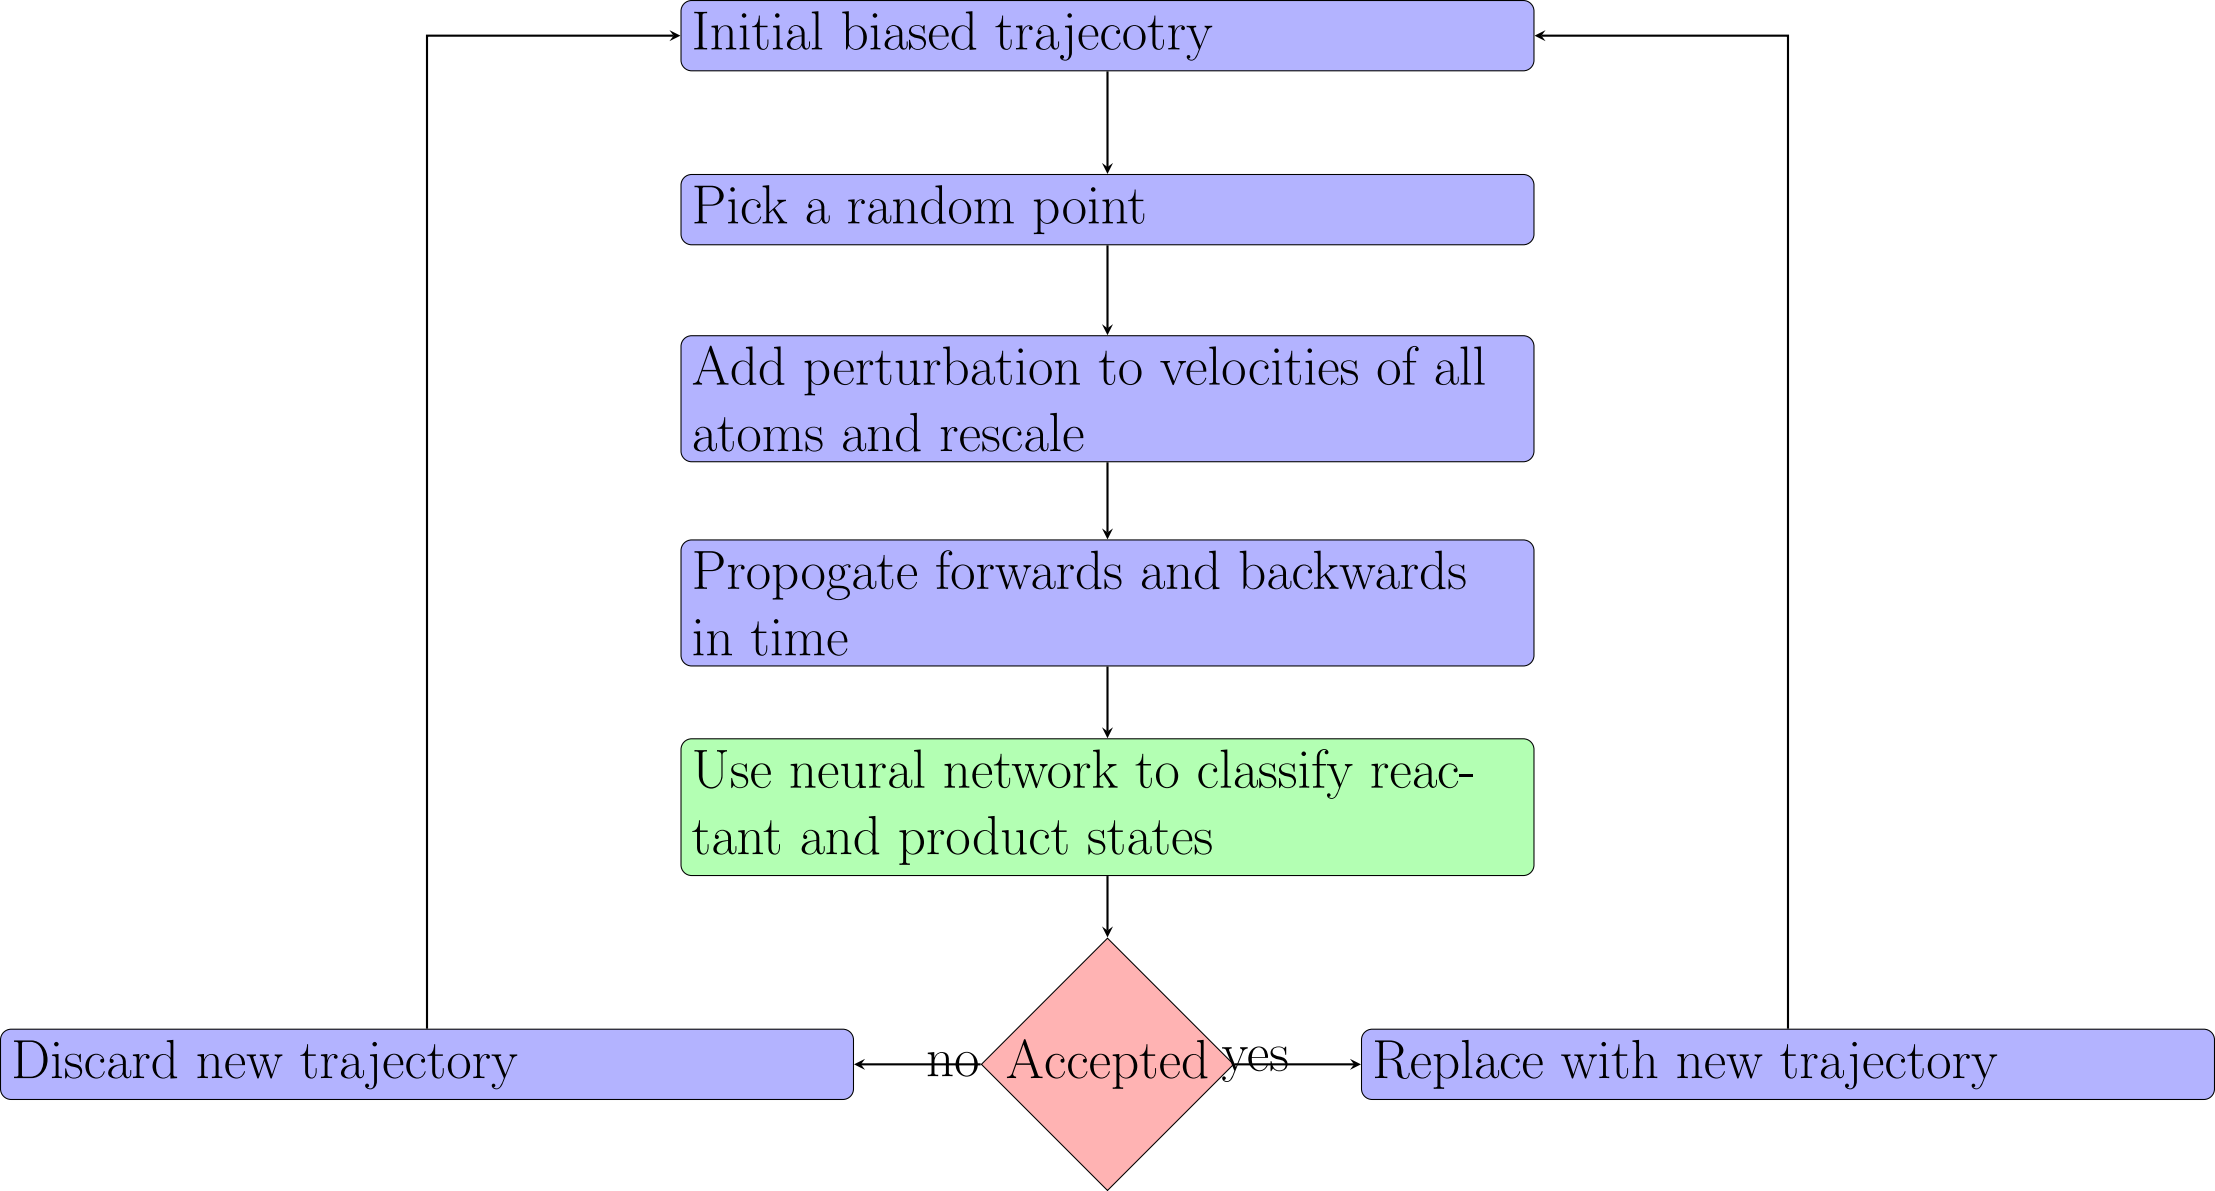 Initial biased trajecotry
Pick a random point
Add perturbation to velocities of all
atoms and rescale
Propogate forwards and backwards
in time
Use neural network to classify reac-
tant and product states
Discard new trajectory
no
Accepted
yes
Replace with new trajectory